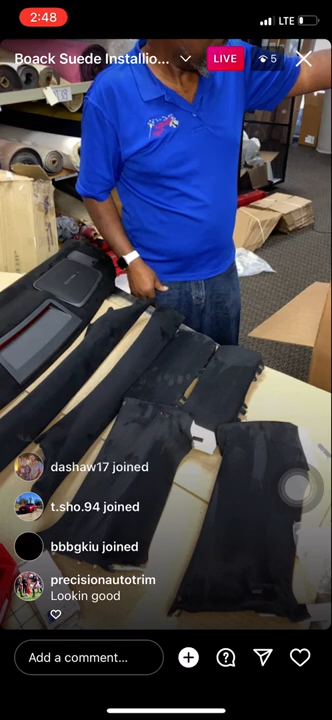 2:48
LTE
Boack Suede Installio...
LIVE
5
dashaw17 joined
t.sho.94 joined
bbbgkiu joined
precisionautotrim
Lookin good
Add a comment...